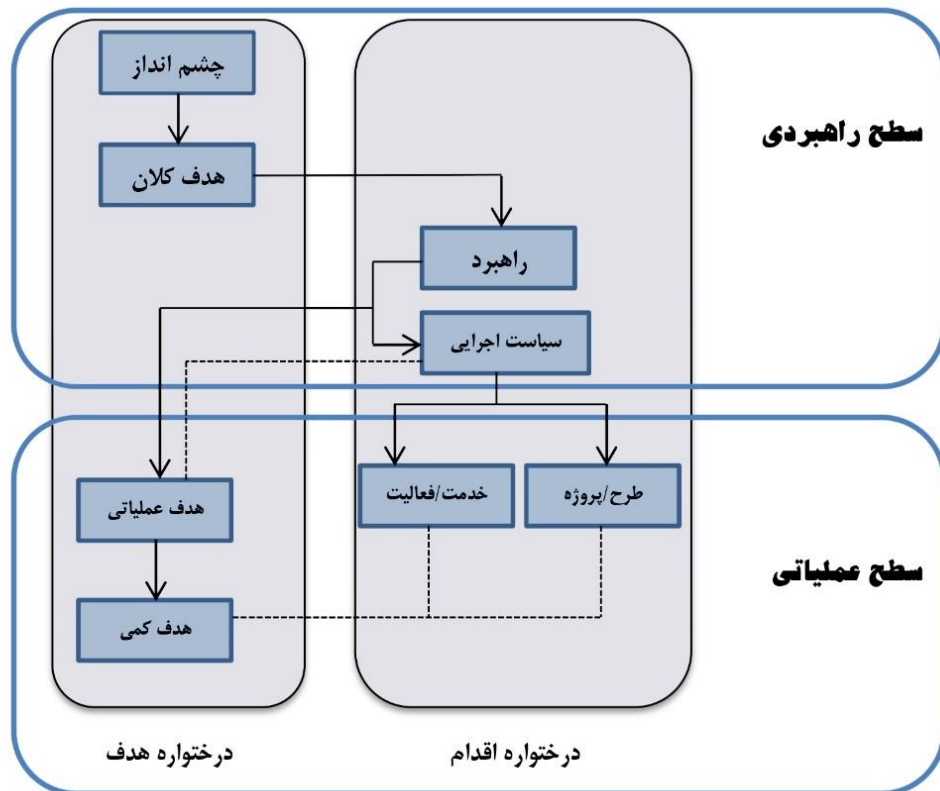 چشم انداز
سطح راهبردی
هدف کلان
راهبرد
سیاست اجرایی
طرح/پروژه
خدمت/فعالیت
هدف عملیاتی
سطح عملیاتی
هدف کمی
درختواره اقدام
درختواره هدف